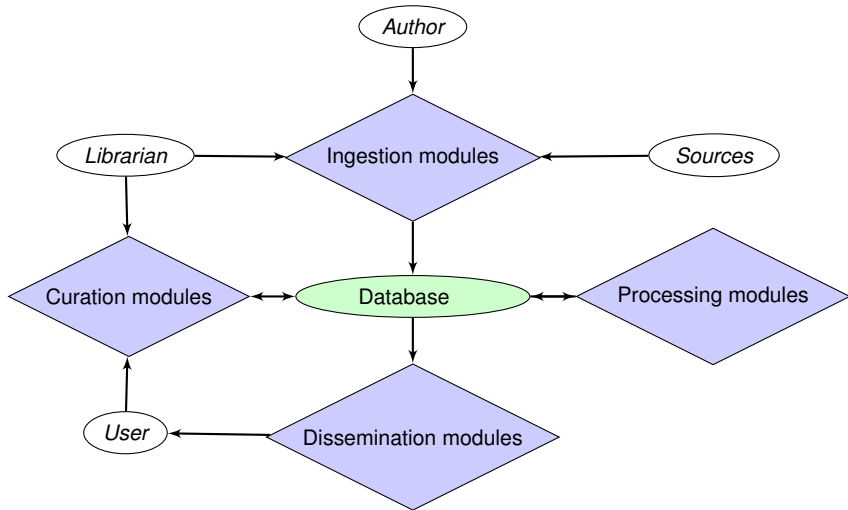 Author
Librarian
Ingestion modules
Sources
Curation modules
Database
Processing modules
User
Dissemination modules